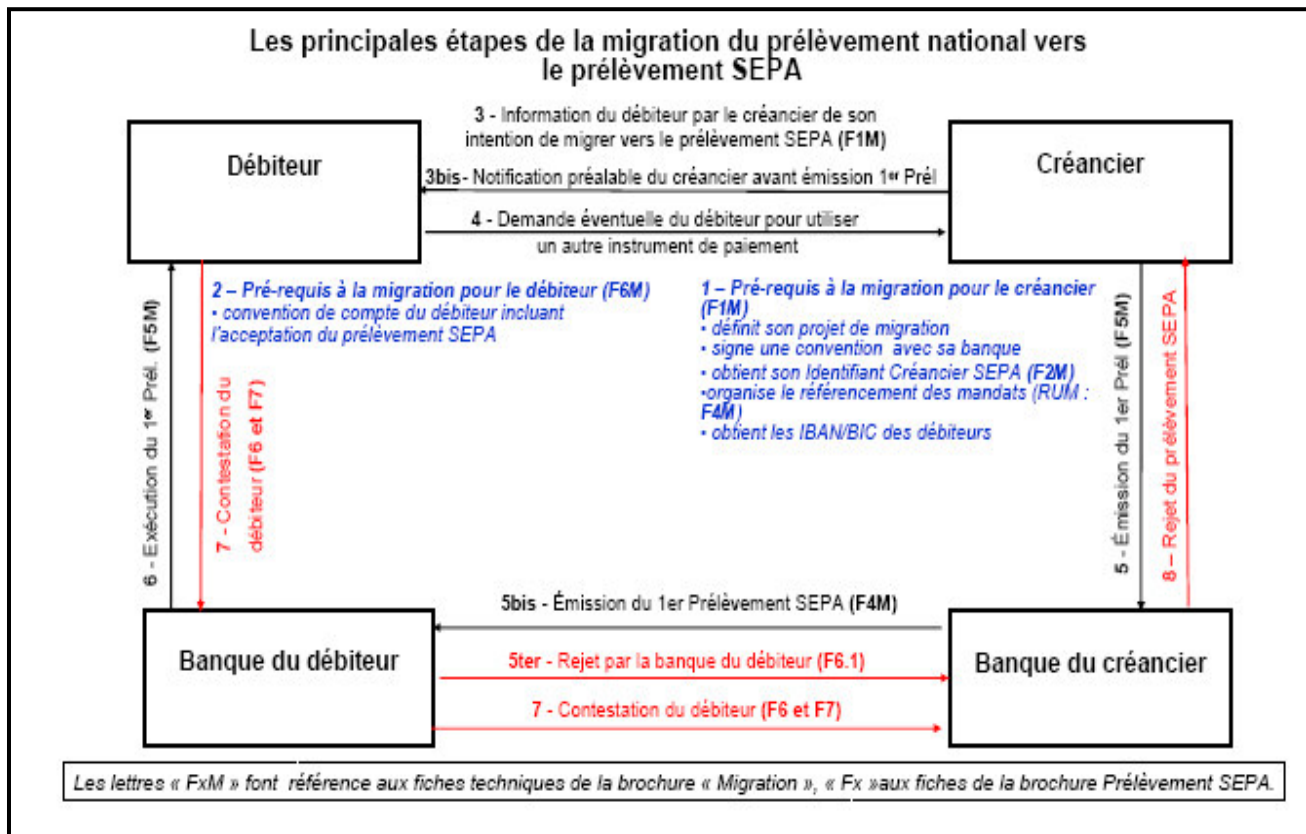 Les principales étapes de la migration du prélèvement national vers
le prélèvement SEPA
3 - Information du débiteur par le créancier de son
intention de migrer vers le prélèvement SEPA (F1M)
Débiteur
Créancier
3bis- Notification préalable du créancier avant émission 1er Prél
4 - Demande éventuelle du débiteur pour utiliser
un autre instrument de paiement
2 – Pré-requis à la migration pour le débiteur (F6M)
• convention de compte du débiteur incluant
l'acceptation du prélèvement SEPA
1 – Pré-requis à la migration pour le créancier
(F1M)
• définit son projet de migration
• signe une convention avec sa banque
• obtient son Identifiant Créancier SEPA (F2M)
•organise le référencement des mandats (RUM :
F4M)
• obtient les IBAN/BIC des débiteurs
6 - Exécution du 1er Prél. (F5M)
7 - Contestation du
débiteur (F6 et F7)
5 - Émission du 1er Prél (F5M)
8 – Rejet du prélèvement SEPA
5bis - Émission du 1er Prélèvement SEPA (F4M)
Banque du débiteur
5ter - Rejet par la banque du débiteur (F6.1)
Banque du créancier
7 - Contestation du débiteur (F6 et F7)
Les lettres « FxM » font référence aux fiches techniques de la brochure « Migration », « Fx »aux fiches de la brochure Prélèvement SEPA.